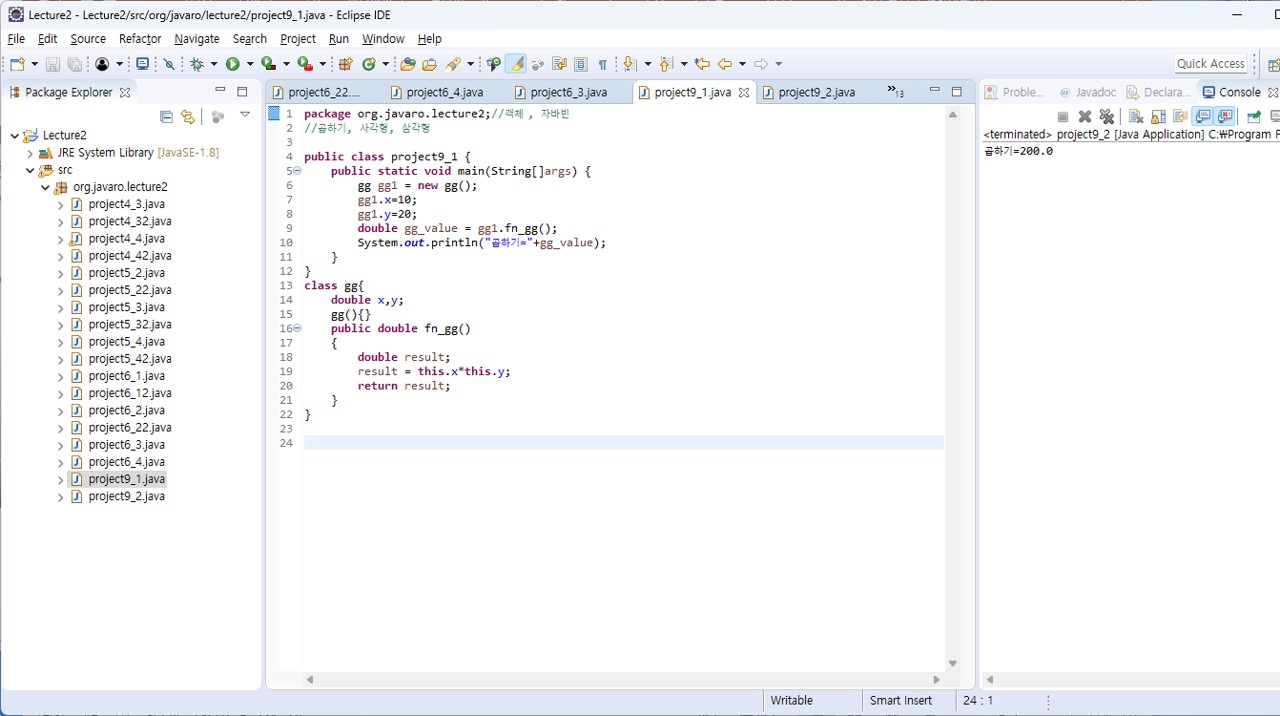 Lecture2 - Lecture2/src/org/javaro/lecture2/project9_1.java - Eclipse IDE
File Edit Source Refactor Navigate Search Project Run Window Help
Quick Access
Package Explorer
project6_22....
project6_4.java
project6_3.java
project9_1.java
project9_2.java
»13
Proble...
Javadoc
Declara...
Console
Lecture2
JRE System Library [JavaSE-1.8]
src
org.javaro.lecture2
project4_3.java
project4_32.java
project4_4.java
project4_42.java
project5_2.java
project5_22.java
project5_3.java
project5_32.java
project5_4.java
project5_42.java
project6_1.java
project6_12.java
project6_2.java
project6_22.java
project6_3.java
project6_4.java
project9_1.java
project9_2.java
1 package org.javaro.lecture2;//객체 , 자바빈
2 //곱하기, 사각형, 삼각형
3
4 public class project9_1 {
5 public static void main(String[]args) {
6 gg gg1 = new gg();
7 gg1.x=10;
8 gg1.y=20;
9 double gg_value = gg1.fn_gg();
10 System.out.println("곱하기="+gg_value);
11 }
12 }
13 class gg{
14 double x,y;
15 gg(){}
16 public double fn_gg()
17 {
18 double result;
19 result = this.x*this.y;
20 return result;
21 }
22 }
23
24
<terminated> project9_2 [Java Application] C:₩Program F
곱하기=200.0
Writable
Smart Insert
24 : 1